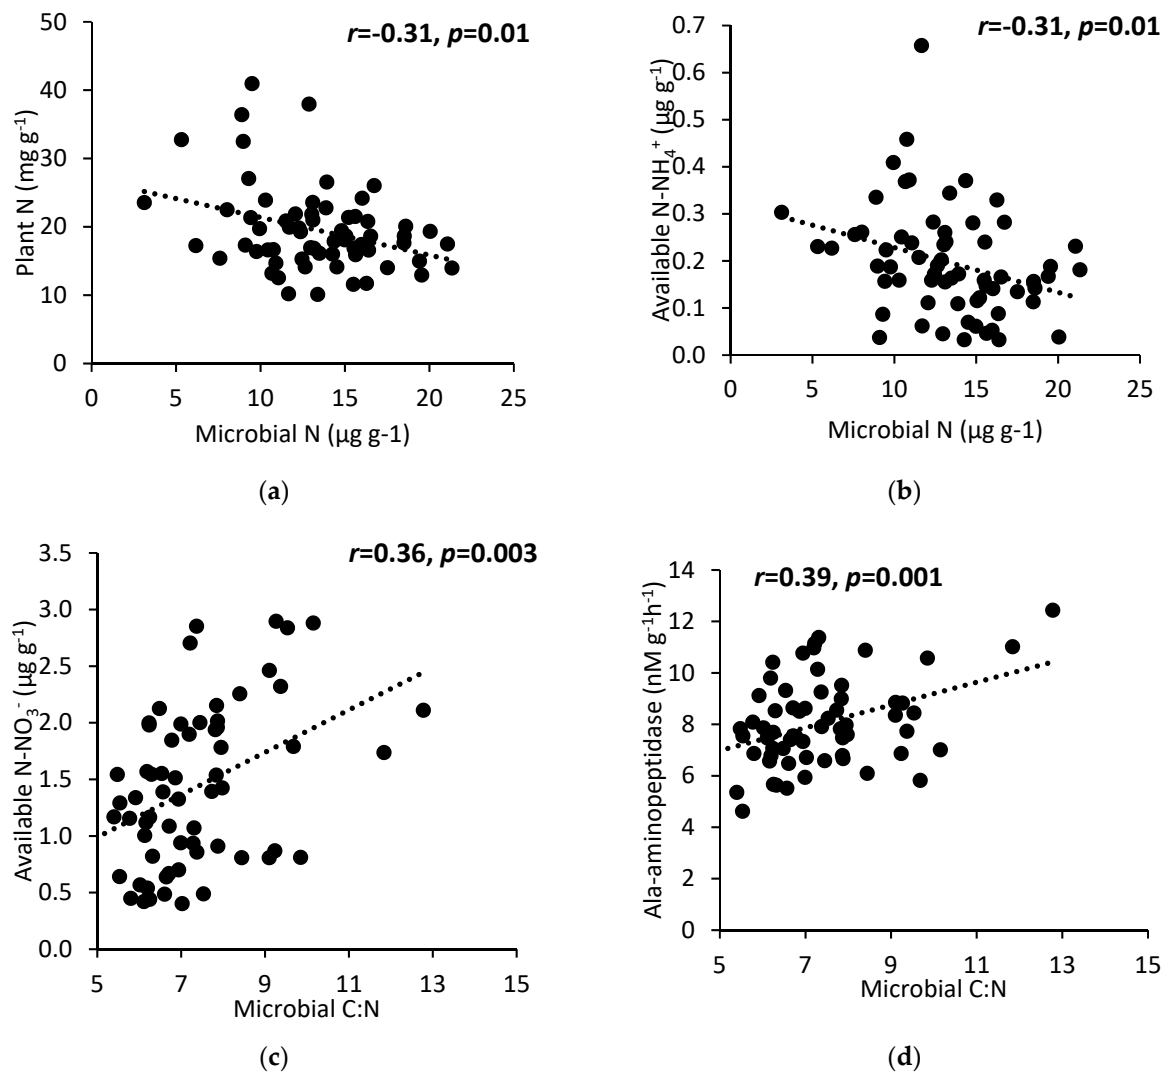 r=-0.31, p=0.01
50
40
30
20
10
0
Plant N (mg g⁻¹)
0 5 10 15 20 25
Microbial N (µg g-1)
(a)
r=-0.31, p=0.01
0.7
0.6
0.5
0.4
0.3
0.2
0.1
0.0
Available N-NH₄⁺ (µg g⁻¹)
0 5 10 15 20 25
Microbial N (µg g-1)
(b)
r=0.36, p=0.003
3.5
3.0
2.5
2.0
1.5
1.0
0.5
0.0
Available N-NO₃⁻ (µg g⁻¹)
5 7 9 11 13 15
Microbial C:N
(c)
r=0.39, p=0.001
14
12
10
8
6
4
2
0
Ala-aminopeptidase (nM g⁻¹h⁻¹)
5 7 9 11 13 15
Microbial C:N
(d)